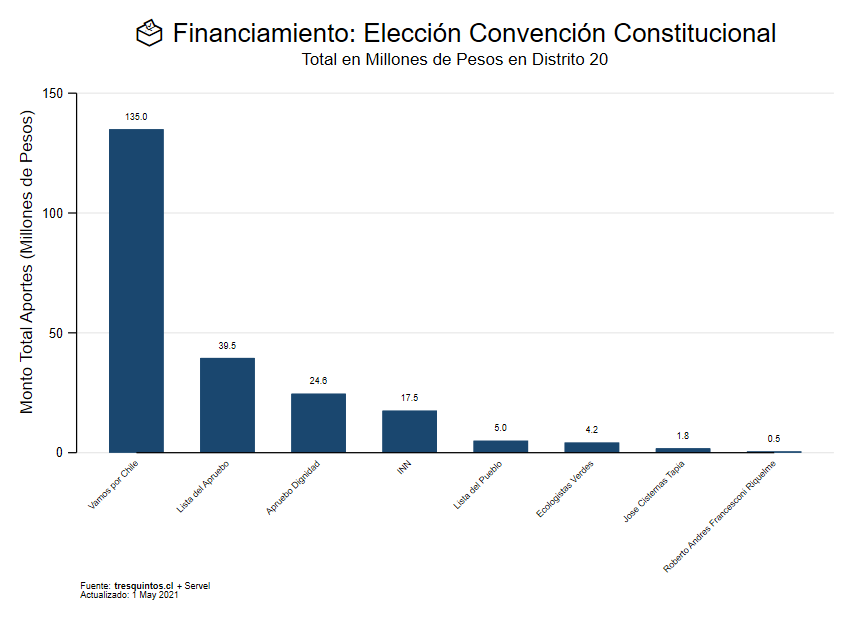 Financiamiento: Elección Convención Constitucional
Total en Millones de Pesos en Distrito 20
Monto Total Aportes (Millones de Pesos)
150
100
50
0
135.0
39.5
24.6
17.5
5.0
4.2
1.8
0.5
Vamos por Chile
Lista del Apruebo
Apruebo Dignidad
INN
Lista del Pueblo
Ecologistas Verdes
Jose Cisternas Tapia
Roberto Andres Francesconi Riquelme
Fuente: tresquintos.cl + Servel
Actualizado: 1 May 2021